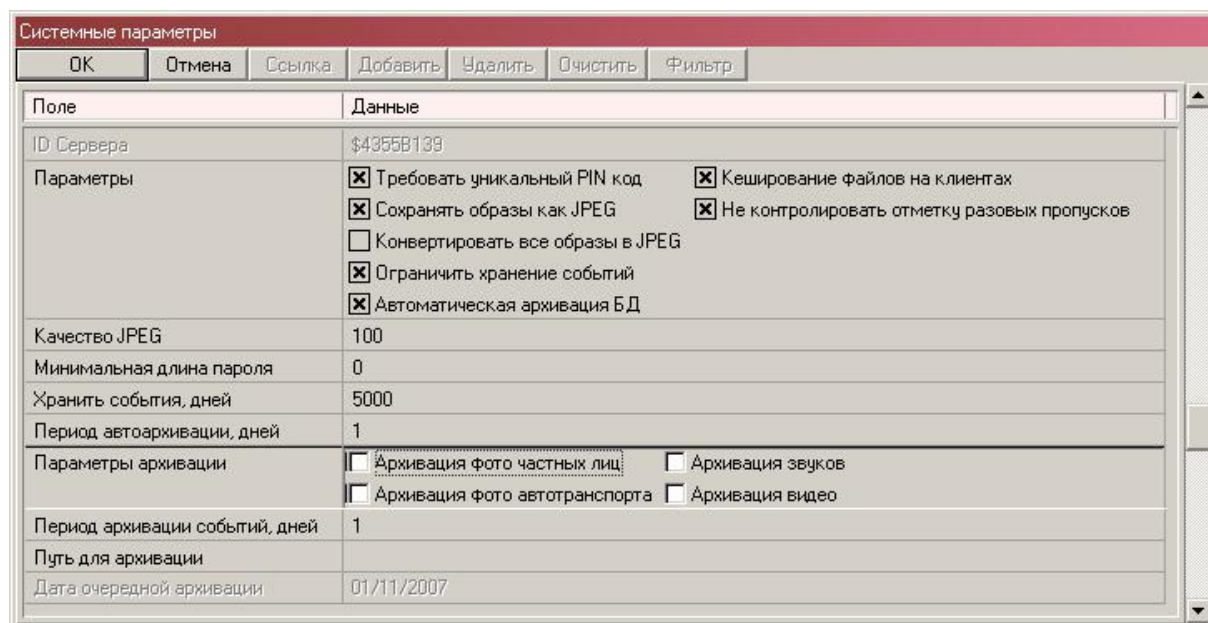 Системные параметры
ОК Отмена Ссылка Добавить Удалить Очистить Фильтр
Поле Данные
ID Сервера $4355B139
Параметры Требовать уникальный PIN код Кеширование файлов на клиентах
Сохранять образы как JPEG Не контролировать отметку разовых пропусков
Конвертировать все образы в JPEG
Ограничить хранение событий
Автоматическая архивация БД
Качество JPEG 100
Минимальная длина пароля 0
Хранить события, дней 5000
Период автоархивации, дней 1
Параметры архивации Архивация фото частных лиц Архивация звуков
Архивация фото автотранспорта Архивация видео
Период архивации событий, дней 1
Путь для архивации
Дата очередной архивации 01/11/2007